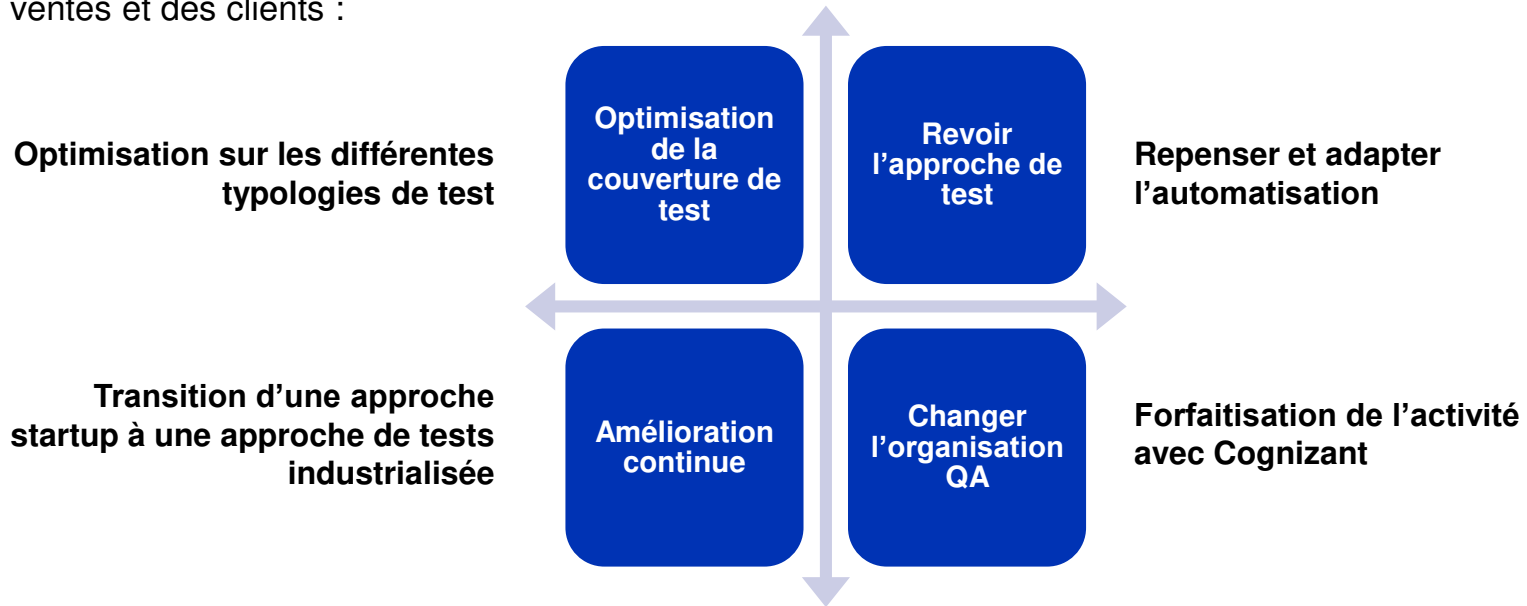 ventes et des clients :
Optimisation sur les différentes
typologies de test
Optimisation
de la
couverture de
test
Revoir
l’approche de
test
Repenser et adapter
l’automatisation
Transition d’une approche
startup à une approche de tests
industrialisée
Amélioration
continue
Changer
l’organisation
QA
Forfaitisation de l’activité
avec Cognizant